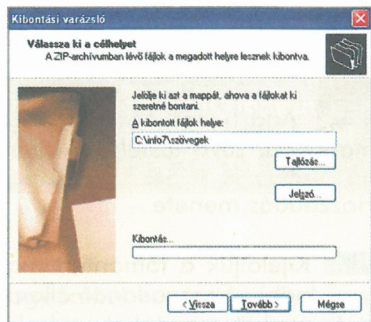 Kibontási varázsló
Válassza ki a célhelyet
A ZIP-archívumban lévő fájlok a megadott helyre lesznek kibontva.
Jelölje ki azt a mappát, ahova a fájlokat ki
szeretné bontani.
A kibontott fájlok helye:
C:\info7\szövegek
Tallózás...
Jelszó...
Kibontás...
< Vissza
Tovább >
Mégse